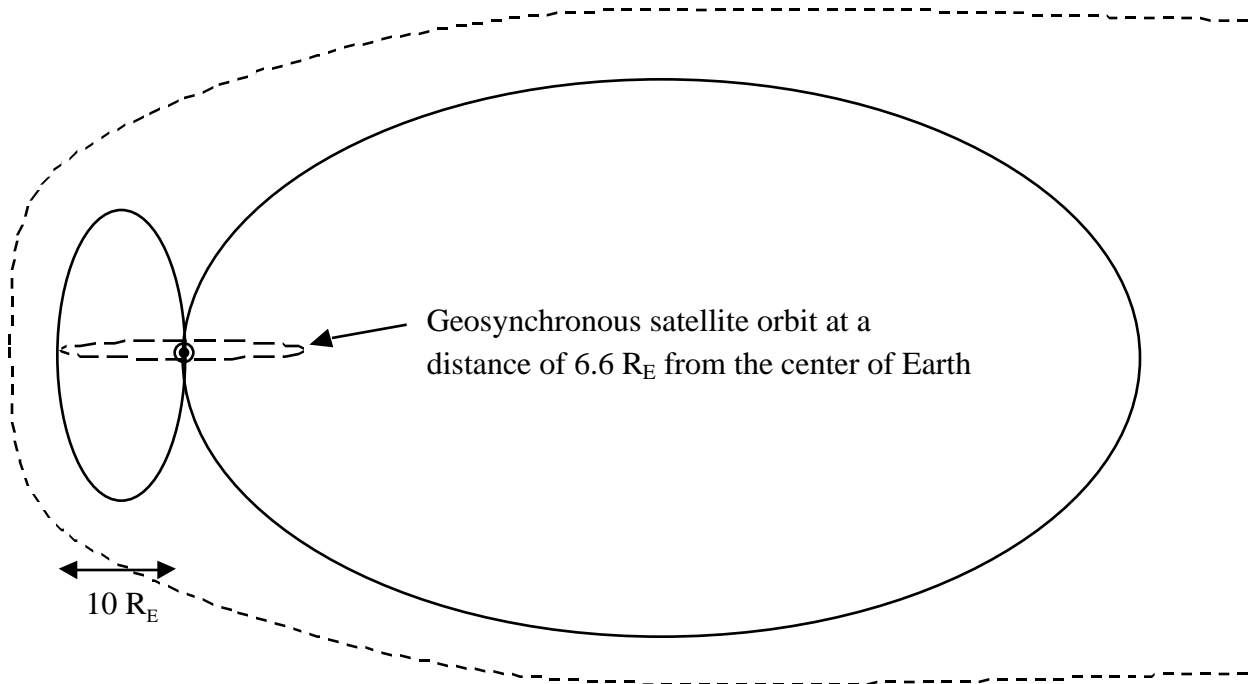 Geosynchronous satellite orbit at a
distance of 6.6 R_E from the center of Earth
10 R_E